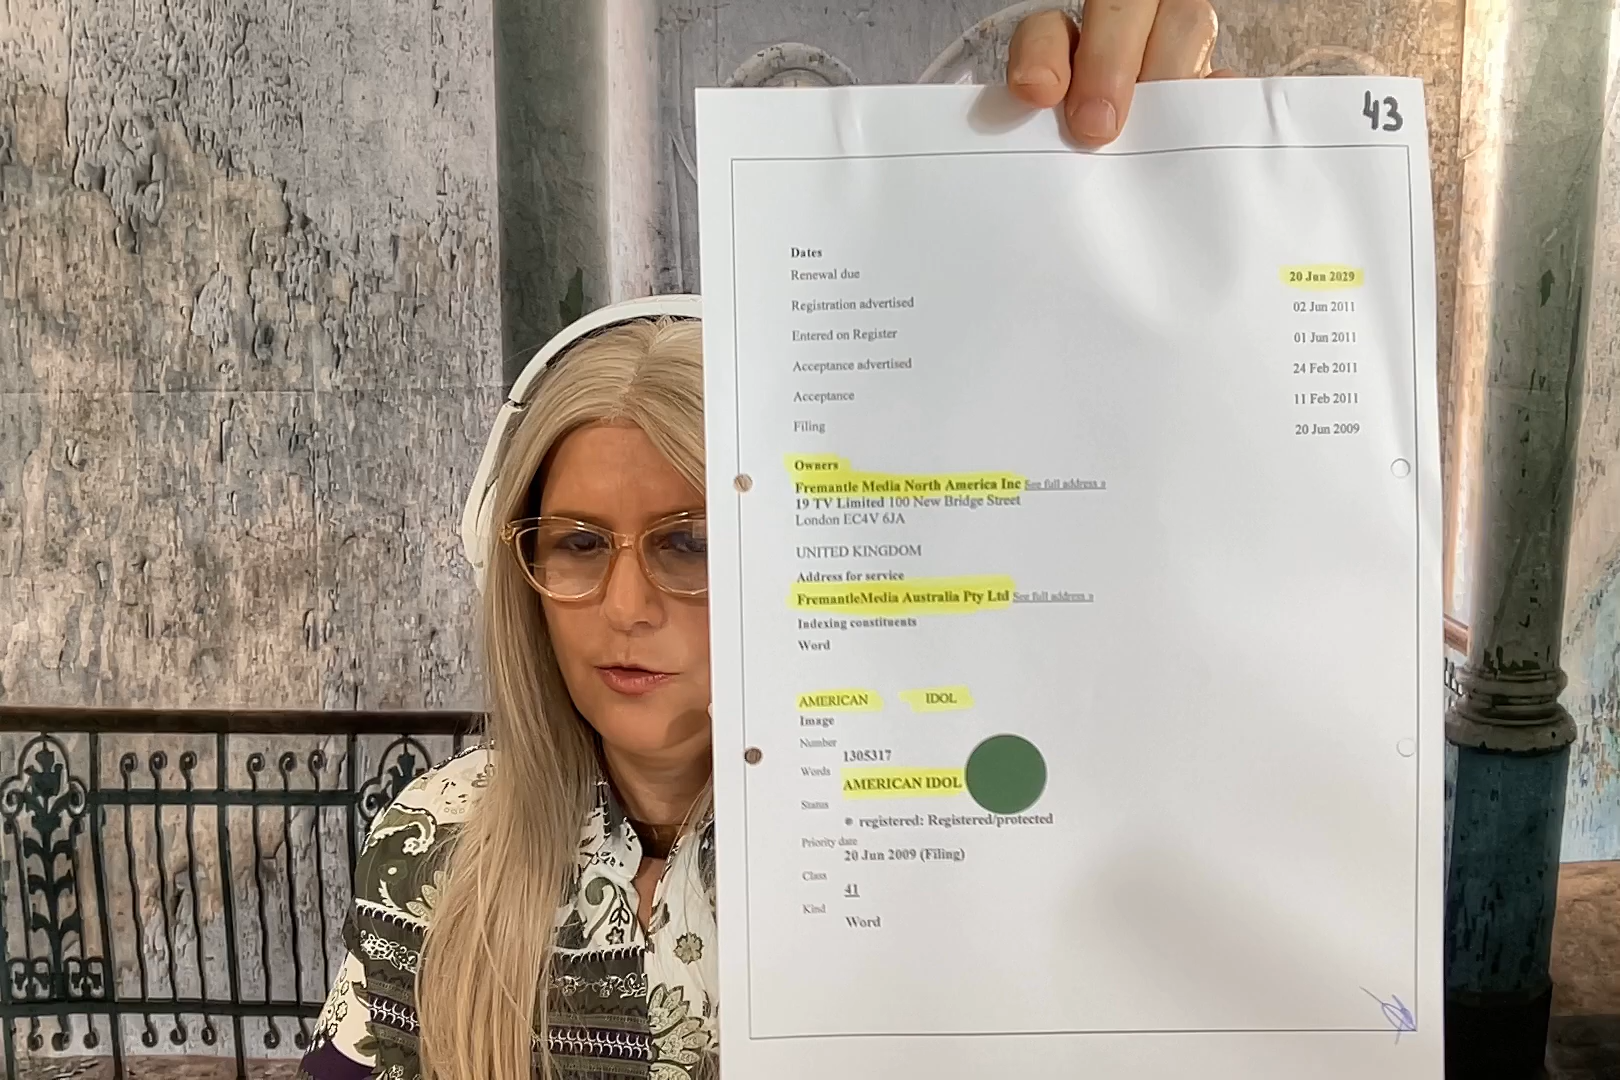 43
Dates
Renewal due 20 Jun 2029
Registration advertised 02 Jun 2011
Entered on Register 01 Jun 2011
Acceptance advertised 24 Feb 2011
Acceptance 11 Feb 2011
Filing 20 Jun 2009
Owners
Fremantle Media North America Inc See full address a
19 TV Limited 100 New Bridge Street
London EC4V 6JA
UNITED KINGDOM
Address for service
FremantleMedia Australia Pty Ltd See full address a
Indexing constituents
Word
AMERICAN IDOL
Image
Number
1305317
Words
AMERICAN IDOL
Status
● registered: Registered/protected
Priority date
20 Jun 2009 (Filing)
Class
41
Kind
Word